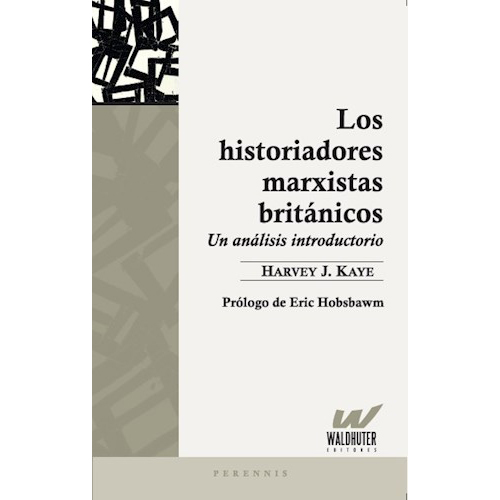 Los
historiadores
marxistas
británicos
Un análisis introductorio
HARVEY J. KAYE
Prólogo de Eric Hobsbawm
WALDHUTER
EDITORES
PERENNIS